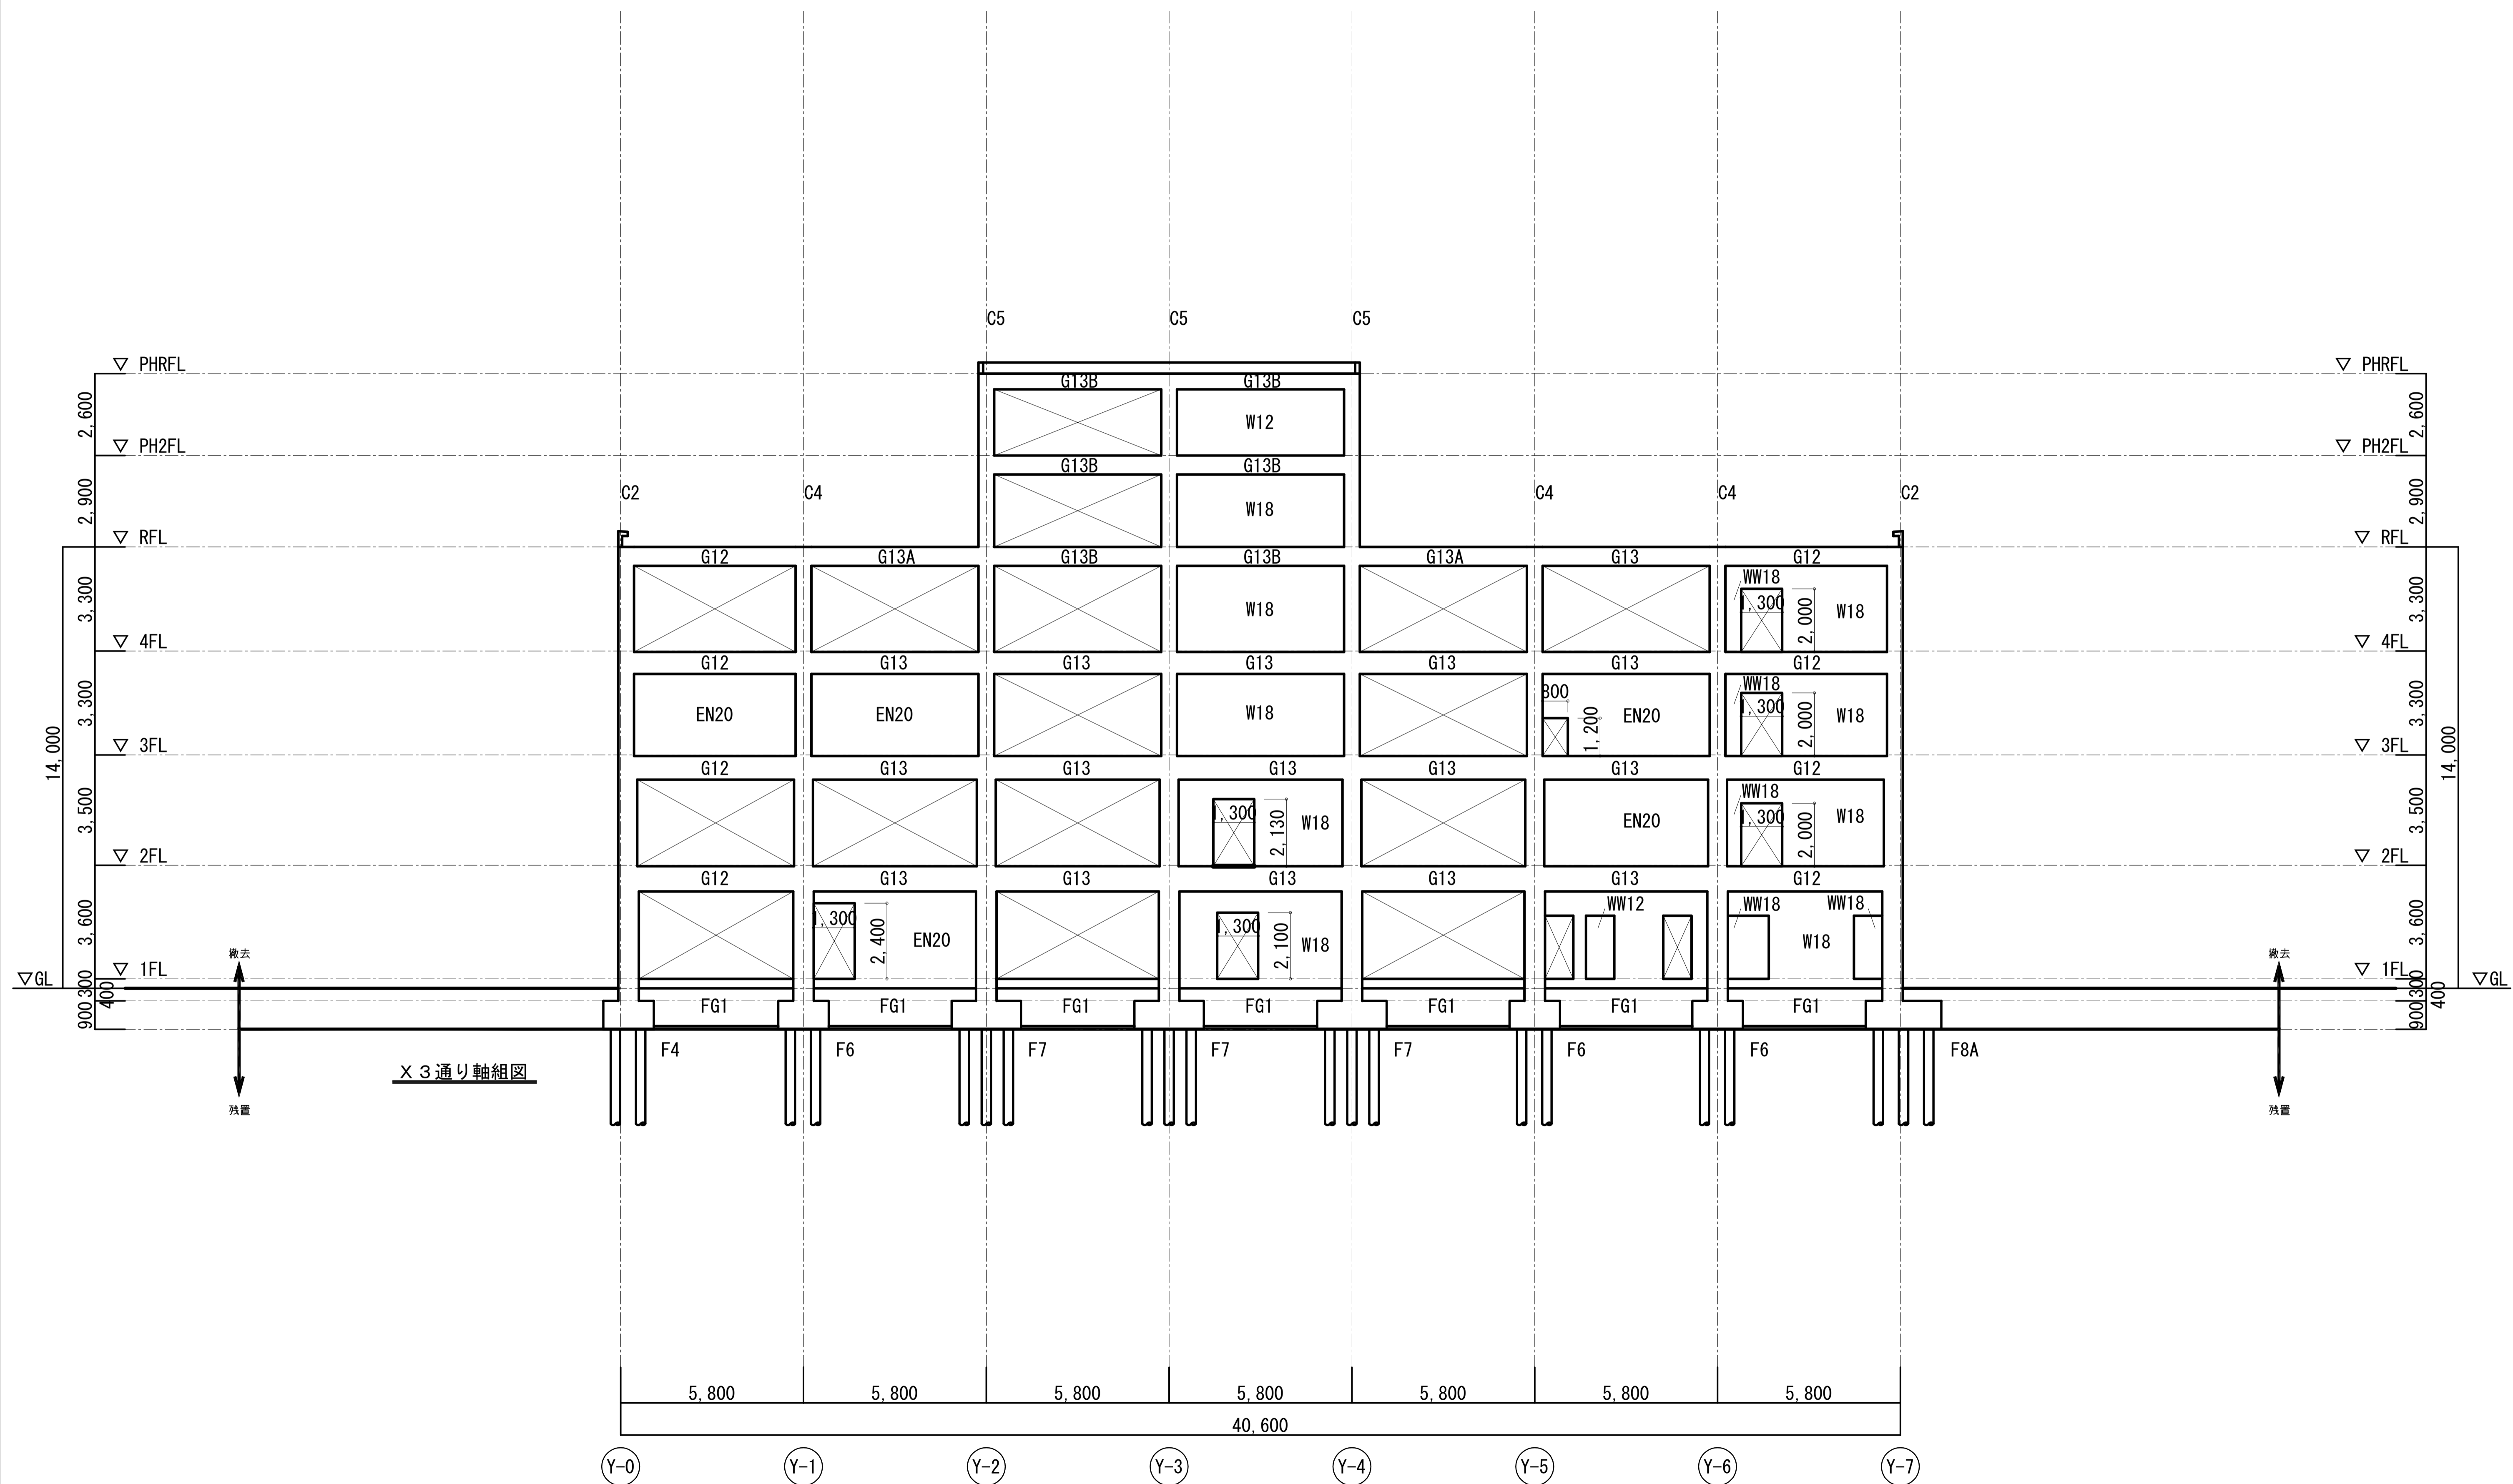 C5 C5 C5
▽ PHRFL ▽ PHRFL
G13B G13B
2,600 W12 2,600
▽ PH2FL ▽ PH2FL
G13B G13B
2,900 C2 C4 W18 C4 C4 C2 2,900
▽ RFL ▽ RFL
G12 G13A G13B G13B G13A G13 G12
3,300 W18 WW18 1,300 2,000 W18 3,300
▽ 4FL ▽ 4FL
G12 G13 G13 G13 G13 G13 G12
3,300 EN20 EN20 W18 800 1,200 EN20 WW18 1,300 2,000 W18 3,300
▽ 3FL ▽ 3FL
14,000 14,000
G12 G13 G13 G13 G13 G13 G12
3,500 1,300 2,130 W18 EN20 WW18 1,300 2,000 W18 3,500
▽ 2FL ▽ 2FL
G12 G13 G13 G13 G13 G13 G12
3,600 1,300 2,400 EN20 1,300 2,100 W18 WW12 WW18 W18 WW18 3,600
撤去 撤去
▽ 1FL ▽ 1FL
▽GL 300 400 300 400 ▽GL
900 FG1 FG1 FG1 FG1 FG1 FG1 FG1 900
F4 F6 F7 F7 F7 F6 F6 F8A
X3通り軸組図
残置 残置
5,800 5,800 5,800 5,800 5,800 5,800 5,800
40,600
Y-0 Y-1 Y-2 Y-3 Y-4 Y-5 Y-6 Y-7